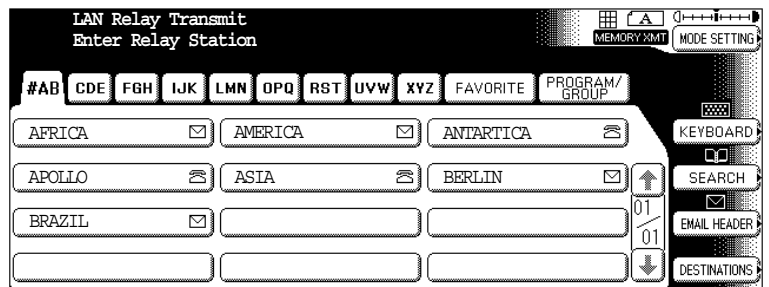 LAN Relay Transmit
Enter Relay Station
A
MEMORY XMT
MODE SETTING
#AB CDE FGH IJK LMN OPQ RST UVW XYZ FAVORITE PROGRAM/GROUP
AFRICA AMERICA ANTARTICA
KEYBOARD
APOLLO ASIA BERLIN
SEARCH
BRAZIL
01/01
EMAIL HEADER
DESTINATIONS